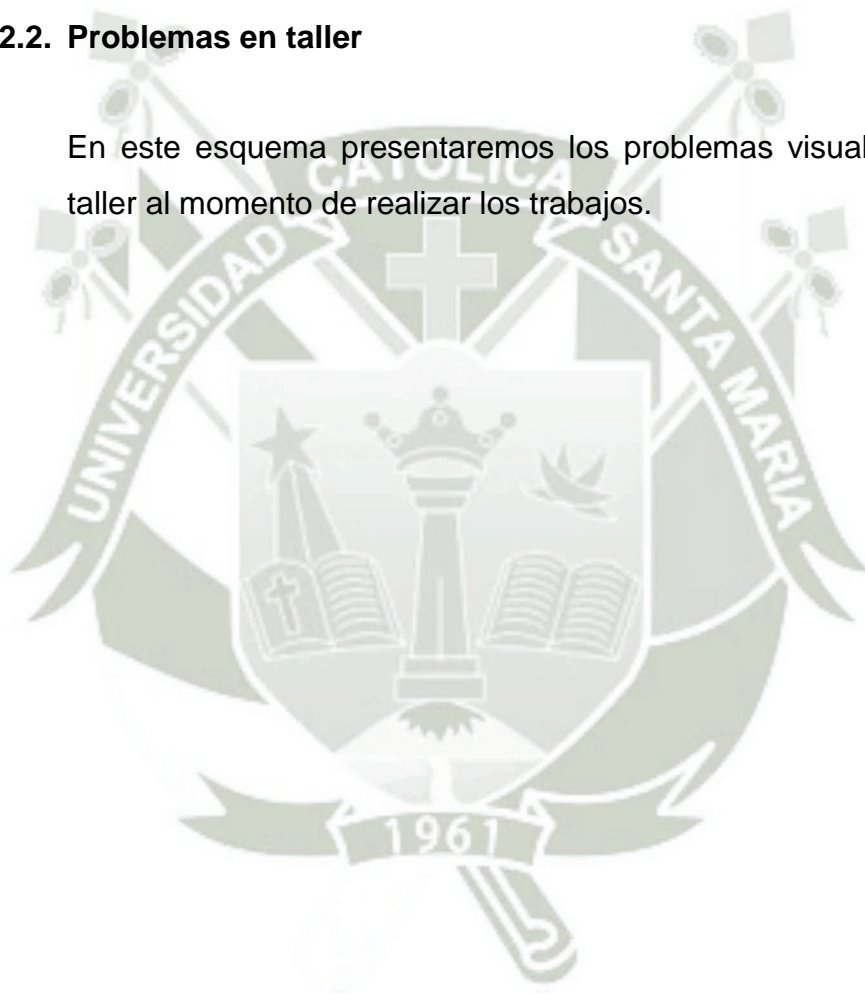 2.2. Problemas en taller
En este esquema presentaremos los problemas visual
taller al momento de realizar los trabajos.
CATOLICA
UNIVERSIDAD
SANTA MARIA
1961